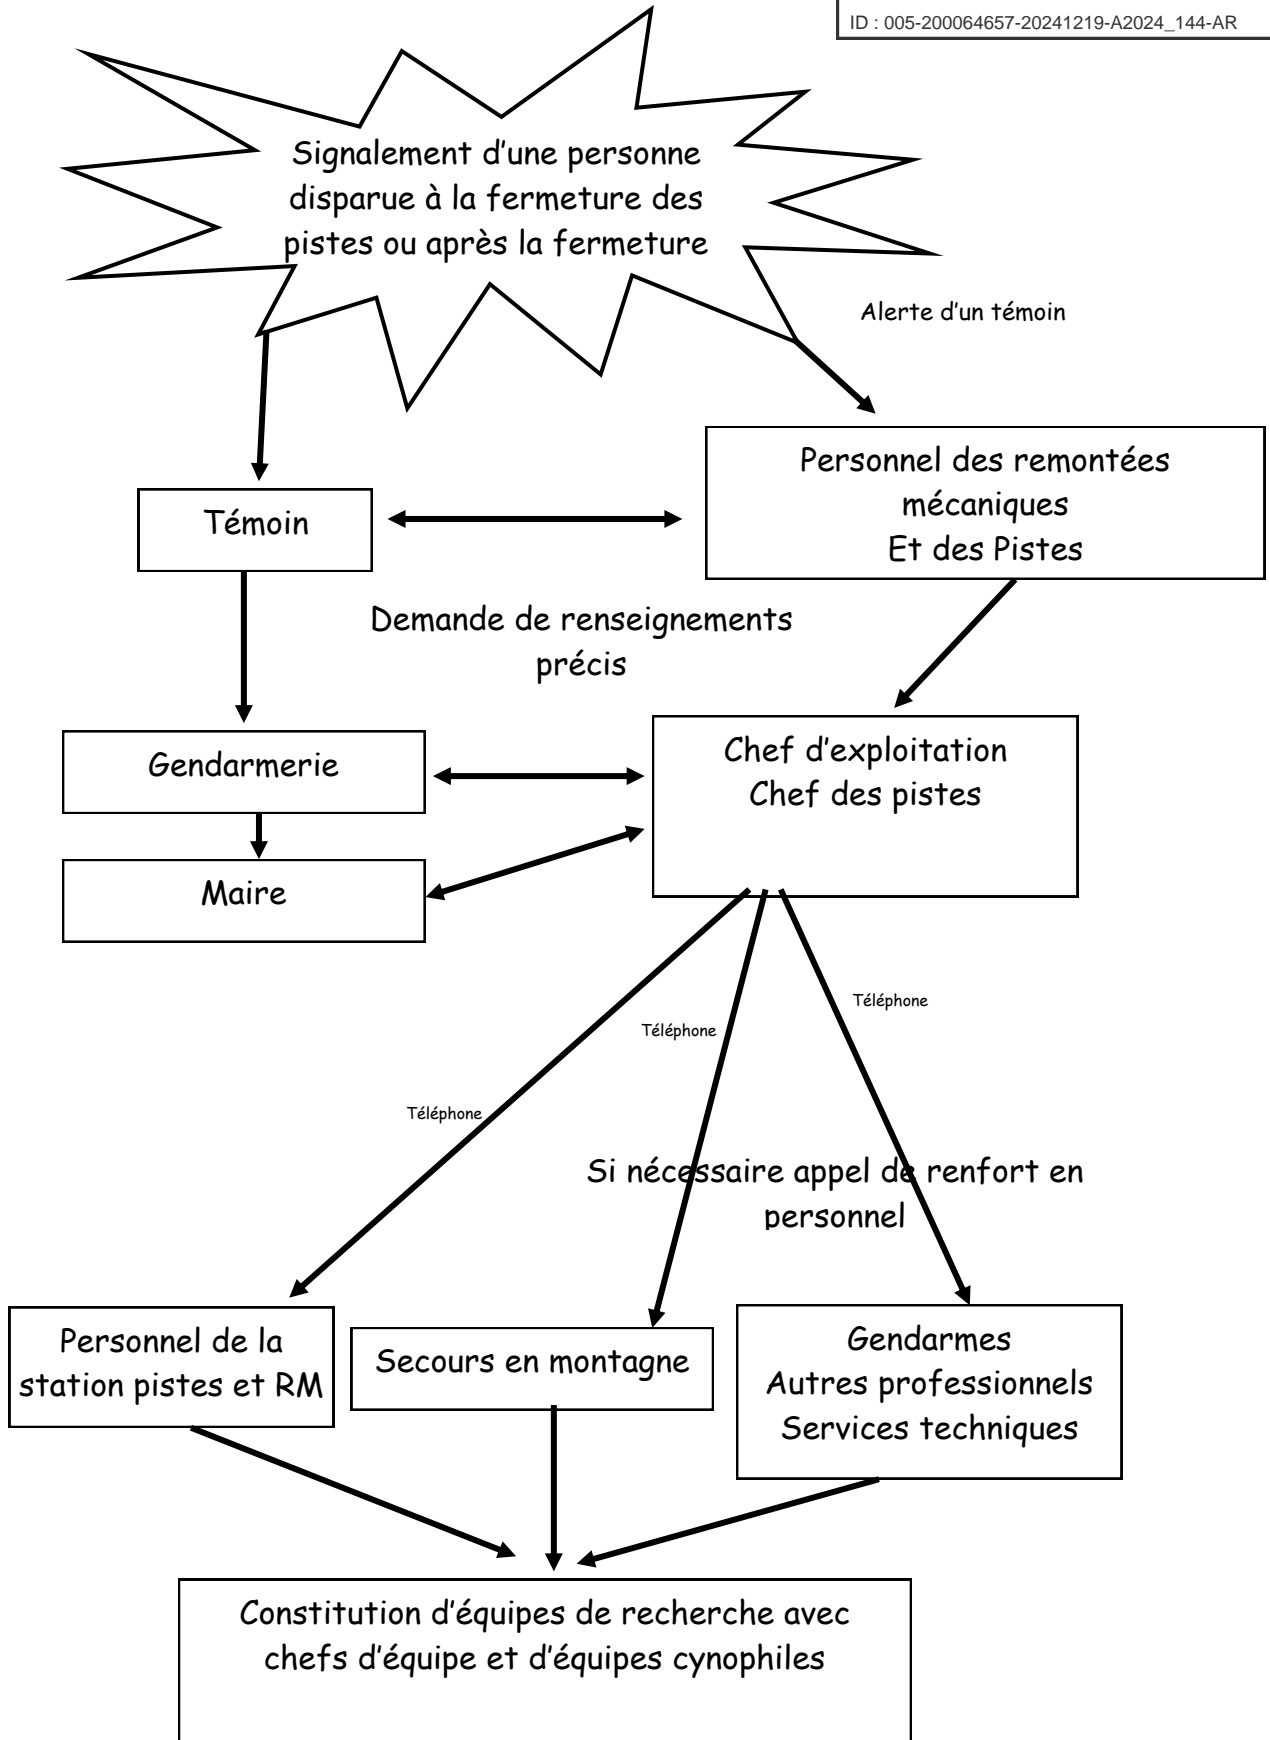 ID : 005-200064657-20241219-A2024_144-AR
Signalement d'une personne
disparue à la fermeture des
pistes ou après la fermeture
Alerte d'un témoin
Personnel des remontées
mécaniques
Et des Pistes
Témoin
Demande de renseignements
précis
Gendarmerie
Chef d'exploitation
Chef des pistes
Maire
Téléphone
Téléphone
Téléphone
Si nécessaire appel de renfort en
personnel
Personnel de la
station pistes et RM
Secours en montagne
Gendarmes
Autres professionnels
Services techniques
Constitution d'équipes de recherche avec
chefs d'équipe et d'équipes cynophiles